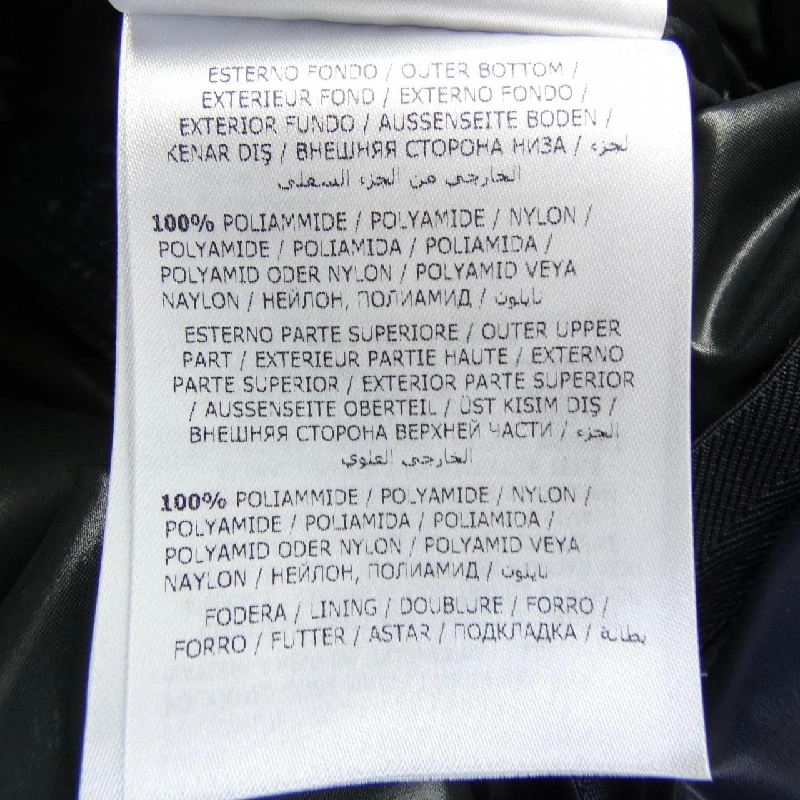 ESTERNO FONDO / OUTER BOTTOM /
EXTERIEUR FOND / EXTERNO FONDO /
EXTERIOR FUNDO / AUSSENSEITE BODEN /
KENAR DIŞ / ВНЕШНЯЯ СТОРОНА НИЗА / لجزء
الخارجي من الجزء السفلي
100% POLIAMMIDE / POLYAMIDE / NYLON /
POLYAMIDE / POLIAMIDA / POLIAMIDA /
POLYAMID ODER NYLON / POLYAMID VEYA
NAYLON / НЕЙЛОН, ПОЛИАМИД / نايلون
ESTERNO PARTE SUPERIORE / OUTER UPPER
PART / EXTERIEUR PARTIE HAUTE / EXTERNO
PARTE SUPERIOR / EXTERIOR PARTE SUPERIOR
/ AUSSENSEITE OBERTEIL / ÜST KISIM DIŞ /
ВНЕШНЯЯ СТОРОНА ВЕРХНЕЙ ЧАСТИ / الجزء
الخارجي العلوي
100% POLIAMMIDE / POLYAMIDE / NYLON /
POLYAMIDE / POLIAMIDA / POLIAMIDA /
POLYAMID ODER NYLON / POLYAMID VEYA
NAYLON / НЕЙЛОН, ПОЛИАМИД / نايلون
FODERA / LINING / DOUBLURE / FORRO /
FORRO / FUTTER / ASTAR / ПОДКЛАДКА / بطانة